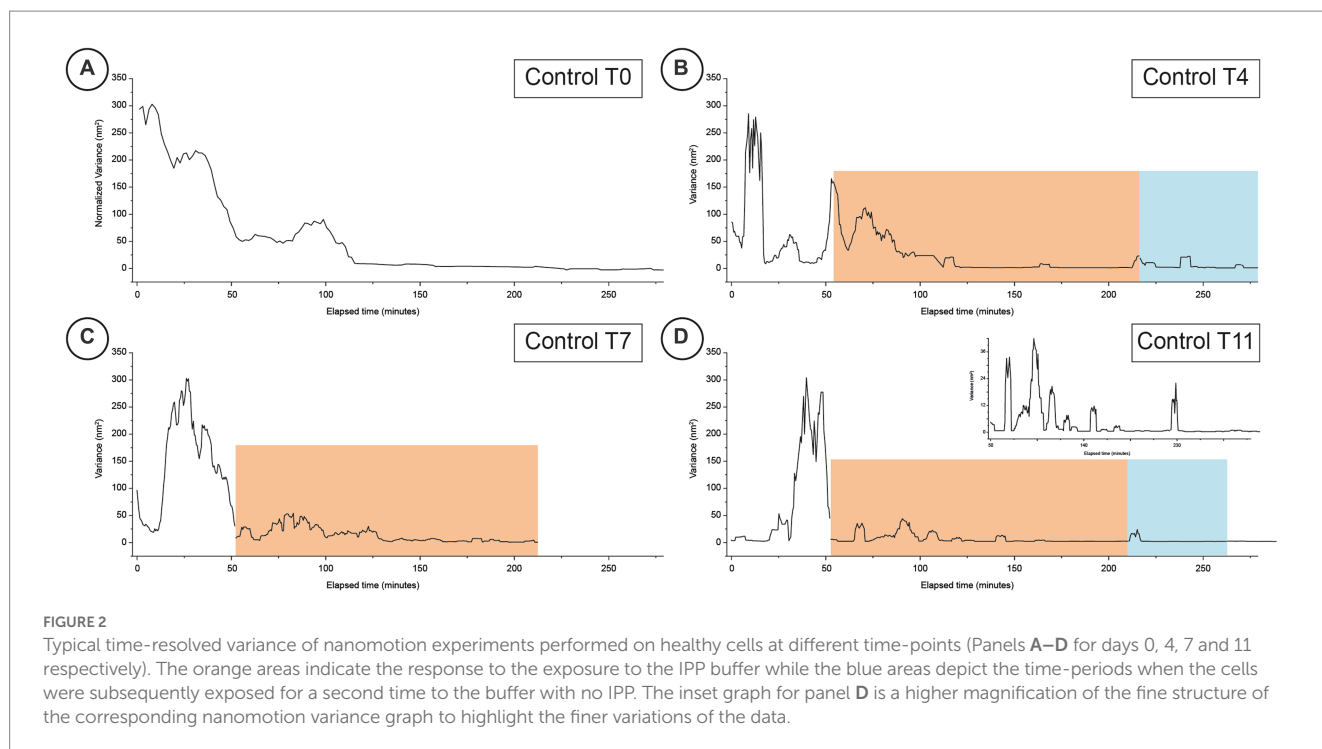 A
Control T0
350
300
250
200
150
100
50
0
Normalized Variance (nm²)
0 50 100 150 200 250
Elapsed time (minutes)
B
Control T4
350
300
250
200
150
100
50
0
Variance (nm²)
0 50 100 150 200 250
Elapsed time (minutes)
C
Control T7
350
300
250
200
150
100
50
0
Variance (nm²)
0 50 100 150 200 250
Elapsed time (minutes)
D
Control T11
350
300
250
200
150
100
50
0
Variance (nm²)
0 50 100 150 200 250
Elapsed time (minutes)
36
24
12
0
Variance (nm²)
50 140 230
Elapsed time (minutes)
FIGURE 2
Typical time-resolved variance of nanomotion experiments performed on healthy cells at different time-points (Panels A–D for days 0, 4, 7 and 11
respectively). The orange areas indicate the response to the exposure to the IPP buffer while the blue areas depict the time-periods when the cells
were subsequently exposed for a second time to the buffer with no IPP. The inset graph for panel D is a higher magnification of the fine structure of
the corresponding nanomotion variance graph to highlight the finer variations of the data.